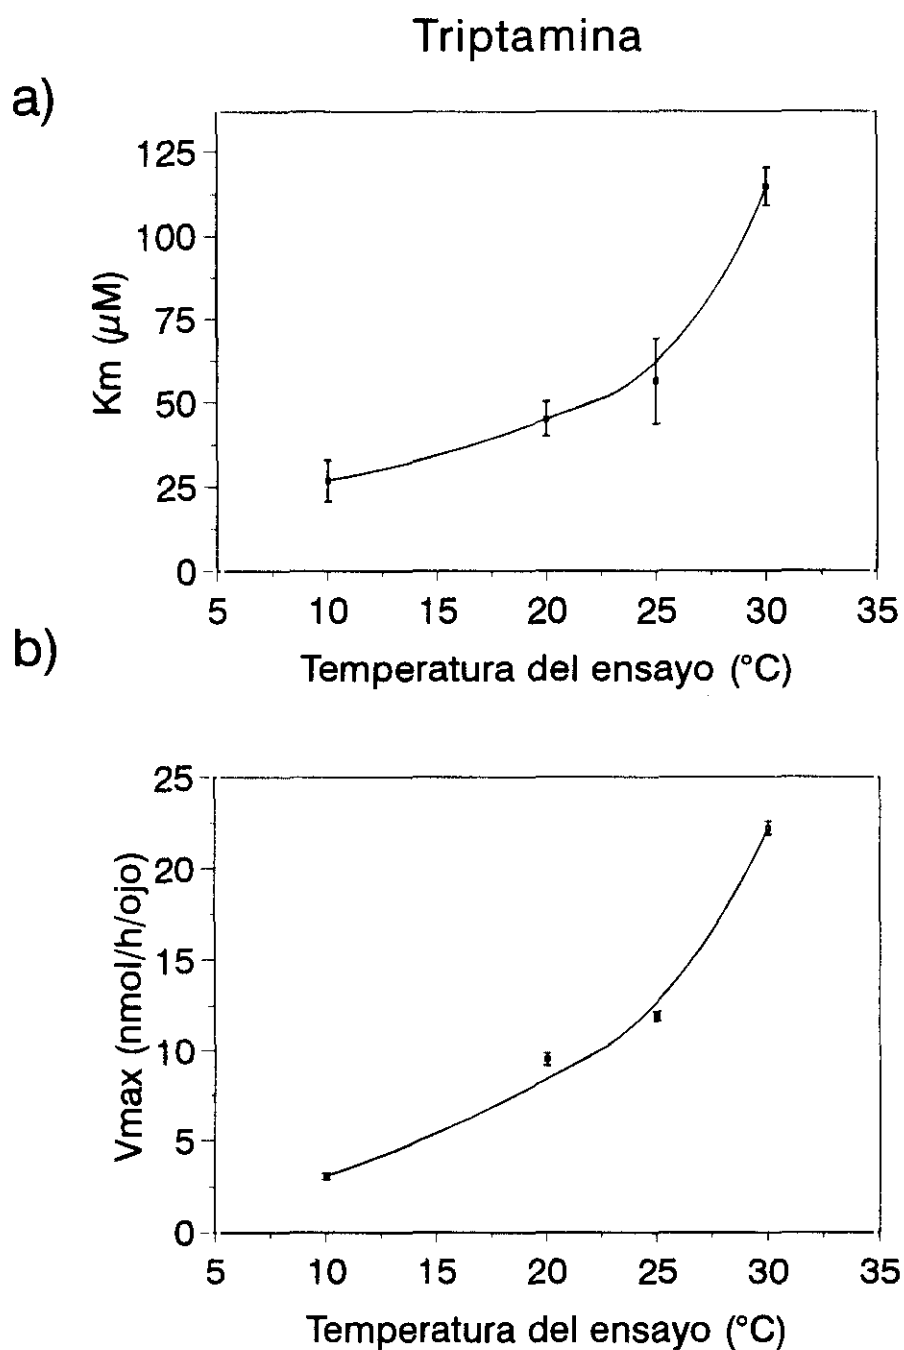 Triptamina
a)
125
100
75
50
25
0
Km (μM)
5 10 15 20 25 30 35
Temperatura del ensayo (°C)
b)
25
20
15
10
5
0
Vmax (nmol/h/ojo)
5 10 15 20 25 30 35
Temperatura del ensayo (°C)